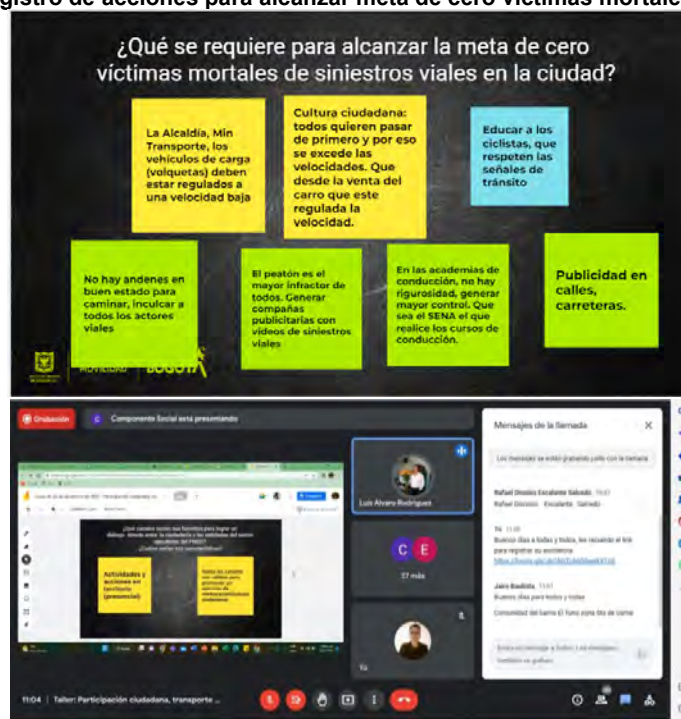 gistro de acciones para alcanzar meta de cero víctimas mortale
¿Qué se requiere para alcanzar la meta de cero
víctimas mortales de siniestros viales en la ciudad?
La Alcaldía, Min
Transporte, los
vehículos de carga
(volquetas) deben
estar regulados a
una velocidad baja
Cultura ciudadana:
todos quieren pasar
de primero y por eso
se excede las
velocidades. Que
desde la venta del
carro que este
regulada la
velocidad.
Educar a los
ciclistas, que
respeten las
señales de
tránsito
No hay andenes en
buen estado para
caminar, inculcar a
todos los actores
viales
El peatón es el
mayor infractor de
todos. Generar
compañas
publicitarias con
videos de siniestros
viales
En las academias de
conducción, no hay
rigurosidad, generar
mayor control. Que
sea el SENA el que
realice los cursos de
conducción.
Publicidad en
calles,
carreteras.
MOVILIDAD
BOGOTÁ
Grabación
C
Componente Social está presentando
Actividades y
acciones en
territorio
(presencial)
Luis Alvaro Rodriguez
C E
27 más
Tú
Mensajes de la llamada
Rafael Dionisio Escalante Salcedo
Rafael Dionisio Escalante Salcedo
Tú 11:00
Buenos días a todas y todos, les recuerdo el link
para registrar su asistencia
Jairo Bautista 11:01
Buenos días para todos y todas
11:04 | Taller: Participación ciudadana, transporte ...